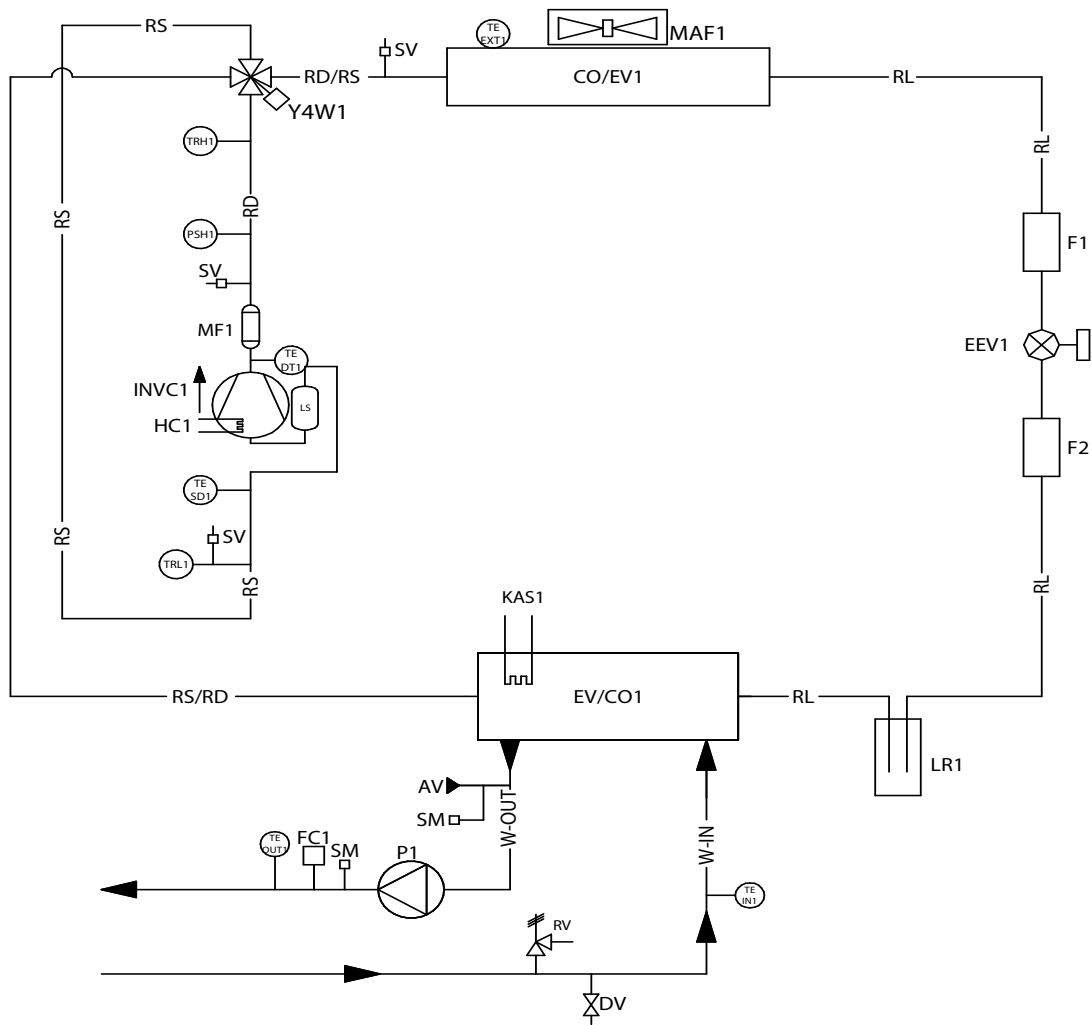 RS
TE
EXT1
MAF1
SV
RD/RS
CO/EV1
RL
Y4W1
TRH1
RL
RD
RS
PSH1
F1
SV
MF1
EEV1
TE
DT1
INVC1
LS
HC1
F2
TE
SD1
RS
SV
TRL1
RS
RL
KAS1
RS/RD
EV/CO1
RL
LR1
AV
SM
W-OUT
W-IN
TE
OUT1
FC1
SM
P1
TE
IN1
RV
DV